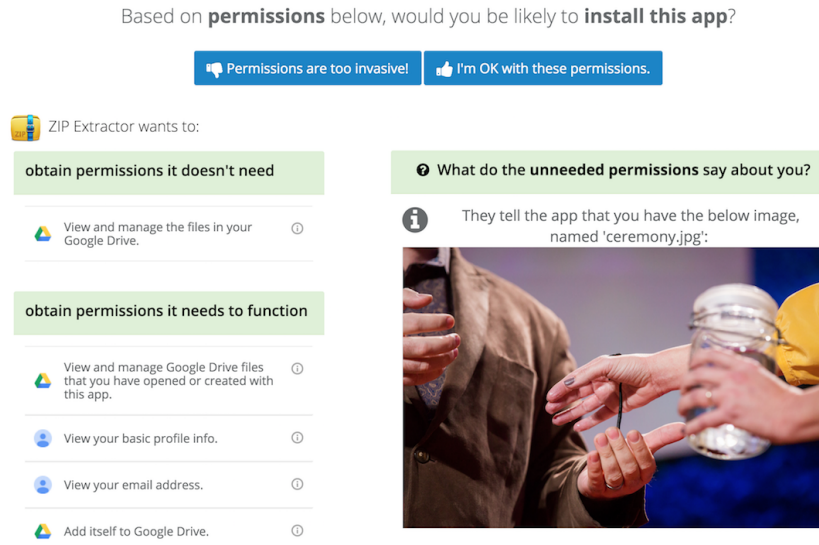 Based on permissions below, would you be likely to install this app?
Permissions are too invasive!
I'm OK with these permissions.
ZIP
ZIP Extractor wants to:
obtain permissions it doesn't need
View and manage the files in your
Google Drive.
obtain permissions it needs to function
View and manage Google Drive files
that you have opened or created with
this app.
View your basic profile info.
View your email address.
Add itself to Google Drive.
What do the unneeded permissions say about you?
They tell the app that you have the below image,
named 'ceremony.jpg':